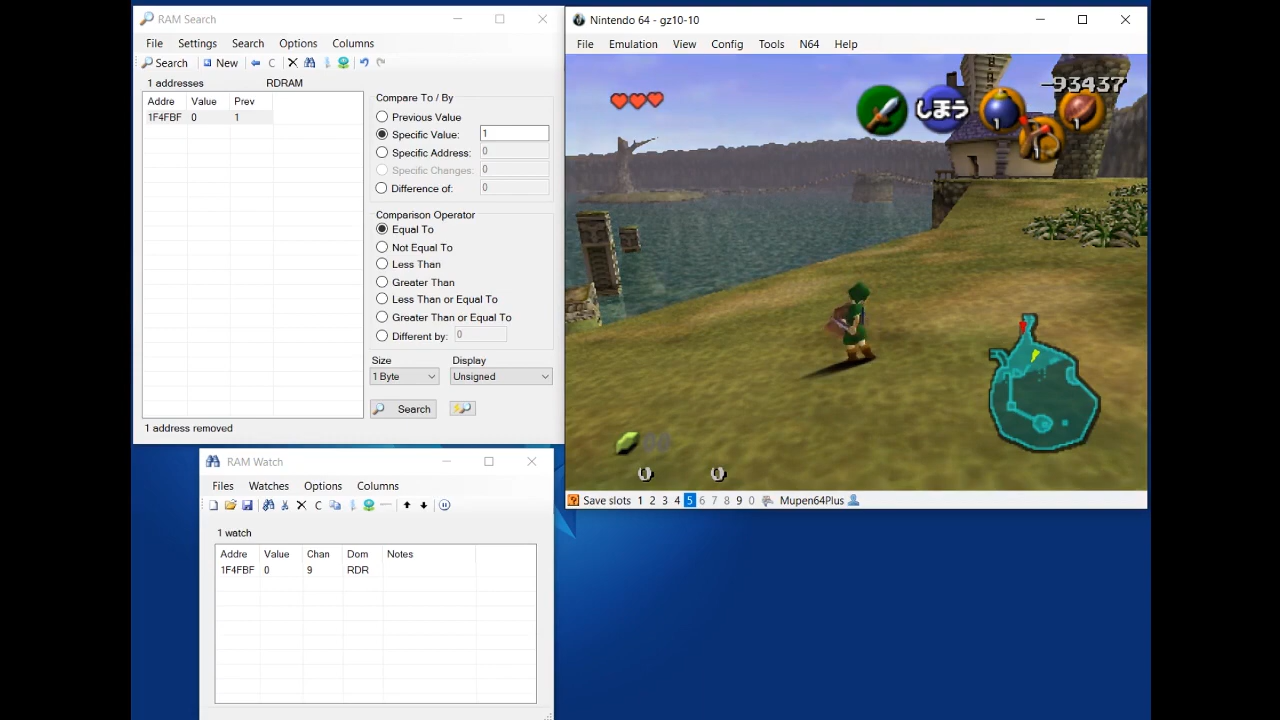 RAM Search
File Settings Search Options Columns
Search New C
1 addresses RDRAM
Addre Value Prev
1F4FBF 0 1
1 address removed
Compare To / By
Previous Value
Specific Value: 1
Specific Address: 0
Specific Changes: 0
Difference of: 0
Comparison Operator
Equal To
Not Equal To
Less Than
Greater Than
Less Than or Equal To
Greater Than or Equal To
Different by: 0
Size Display
1 Byte Unsigned
Search
RAM Watch
Files Watches Options Columns
C
1 watch
Addre Value Chan Dom Notes
1F4FBF 0 9 RDR
Nintendo 64 - gz10-10
File Emulation View Config Tools N64 Help
-93437
しまう
1 1 1
0 0
Save slots 1 2 3 4 5 6 7 8 9 0 Mupen64Plus